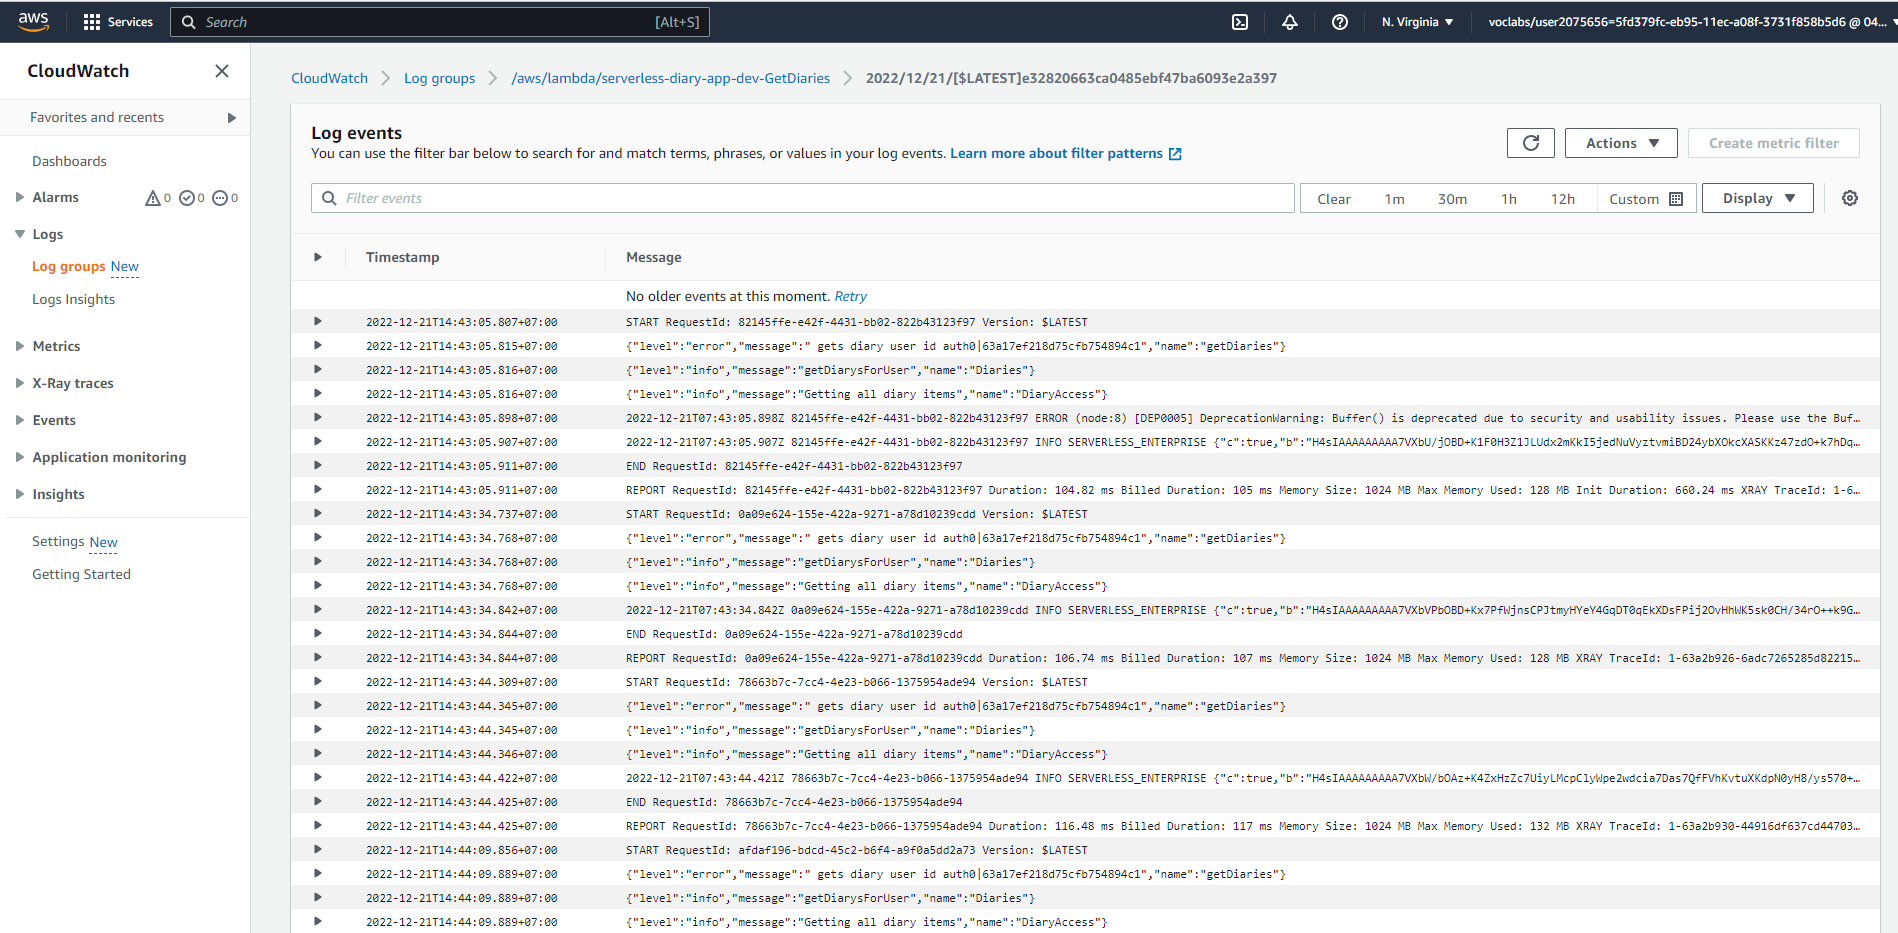 aws Services Search [Alt+S] N. Virginia voclabs/user2075656=5fd379fc-eb95-11ec-a08f-3731f858b5d6 @ 04...
CloudWatch
Favorites and recents
Dashboards
Alarms 0 0 0
Logs
Log groups New
Logs Insights
Metrics
X-Ray traces
Events
Application monitoring
Insights
Settings New
Getting Started
CloudWatch Log groups /aws/lambda/serverless-diary-app-dev-GetDiaries 2022/12/21/[$LATEST]e32820663ca0485ebf47ba6093e2a397
Log events
You can use the filter bar below to search for and match terms, phrases, or values in your log events. Learn more about filter patterns
Actions Create metric filter
Filter events Clear 1m 30m 1h 12h Custom Display
Timestamp Message
No older events at this moment. Retry
2022-12-21T14:43:05.807+07:00 START RequestId: 82145ffe-e42f-4431-bb02-822b43123f97 Version: $LATEST
2022-12-21T14:43:05.815+07:00 {"level":"error","message":" gets diary user id auth0|63a17ef218d75cfb754894c1","name":"getDiaries"}
2022-12-21T14:43:05.816+07:00 {"level":"info","message":"getDiarysForUser","name":"Diaries"}
2022-12-21T14:43:05.816+07:00 {"level":"info","message":"Getting all diary items","name":"DiaryAccess"}
2022-12-21T14:43:05.898+07:00 2022-12-21T07:43:05.898Z 82145ffe-e42f-4431-bb02-822b43123f97 ERROR (node:8) [DEP0005] DeprecationWarning: Buffer() is deprecated due to security and usability issues. Please use the Buf...
2022-12-21T14:43:05.907+07:00 2022-12-21T07:43:05.907Z 82145ffe-e42f-4431-bb02-822b43123f97 INFO SERVERLESS_ENTERPRISE {"c":true,"b":"H4sIAAAAAAAAA7VXbU/jOBD+K1F0H3Z1JLUdx2mKkI5jedNuVyztvmiBD24ybXOkcXASKKz47zdO+k7hDq...
2022-12-21T14:43:05.911+07:00 END RequestId: 82145ffe-e42f-4431-bb02-822b43123f97
2022-12-21T14:43:05.911+07:00 REPORT RequestId: 82145ffe-e42f-4431-bb02-822b43123f97 Duration: 104.82 ms Billed Duration: 105 ms Memory Size: 1024 MB Max Memory Used: 128 MB Init Duration: 660.24 ms XRAY TraceId: 1-6...
2022-12-21T14:43:34.737+07:00 START RequestId: 0a09e624-155e-422a-9271-a78d10239cdd Version: $LATEST
2022-12-21T14:43:34.768+07:00 {"level":"error","message":" gets diary user id auth0|63a17ef218d75cfb754894c1","name":"getDiaries"}
2022-12-21T14:43:34.768+07:00 {"level":"info","message":"getDiarysForUser","name":"Diaries"}
2022-12-21T14:43:34.768+07:00 {"level":"info","message":"Getting all diary items","name":"DiaryAccess"}
2022-12-21T14:43:34.842+07:00 2022-12-21T07:43:34.842Z 0a09e624-155e-422a-9271-a78d10239cdd INFO SERVERLESS_ENTERPRISE {"c":true,"b":"H4sIAAAAAAAAA7VXbVPbOBD+Kx7PfWjnsCPJtmyHYeY4GqDT0qEkXDsFPij2OvHhWK5sk0CH/34rO++k9G...
2022-12-21T14:43:34.844+07:00 END RequestId: 0a09e624-155e-422a-9271-a78d10239cdd
2022-12-21T14:43:34.844+07:00 REPORT RequestId: 0a09e624-155e-422a-9271-a78d10239cdd Duration: 106.74 ms Billed Duration: 107 ms Memory Size: 1024 MB Max Memory Used: 128 MB XRAY TraceId: 1-63a2b926-6adc7265285d82215...
2022-12-21T14:43:44.309+07:00 START RequestId: 78663b7c-7cc4-4e23-b066-1375954ade94 Version: $LATEST
2022-12-21T14:43:44.345+07:00 {"level":"error","message":" gets diary user id auth0|63a17ef218d75cfb754894c1","name":"getDiaries"}
2022-12-21T14:43:44.345+07:00 {"level":"info","message":"getDiarysForUser","name":"Diaries"}
2022-12-21T14:43:44.346+07:00 {"level":"info","message":"Getting all diary items","name":"DiaryAccess"}
2022-12-21T14:43:44.422+07:00 2022-12-21T07:43:44.421Z 78663b7c-7cc4-4e23-b066-1375954ade94 INFO SERVERLESS_ENTERPRISE {"c":true,"b":"H4sIAAAAAAAAA7VXbW/bOAz+K4ZxHzZc7UiyLMcpClyWpe2wdcia7Das7QfFVhKvtuXKdpN0yH8/ys570+...
2022-12-21T14:43:44.425+07:00 END RequestId: 78663b7c-7cc4-4e23-b066-1375954ade94
2022-12-21T14:43:44.425+07:00 REPORT RequestId: 78663b7c-7cc4-4e23-b066-1375954ade94 Duration: 116.48 ms Billed Duration: 117 ms Memory Size: 1024 MB Max Memory Used: 132 MB XRAY TraceId: 1-63a2b930-44916df637cd44703...
2022-12-21T14:44:09.856+07:00 START RequestId: afdaf196-bdcd-45c2-b6f4-a9f0a5dd2a73 Version: $LATEST
2022-12-21T14:44:09.889+07:00 {"level":"error","message":" gets diary user id auth0|63a17ef218d75cfb754894c1","name":"getDiaries"}
2022-12-21T14:44:09.889+07:00 {"level":"info","message":"getDiarysForUser","name":"Diaries"}
2022-12-21T14:44:09.889+07:00 {"level":"info","message":"Getting all diary items","name":"DiaryAccess"}